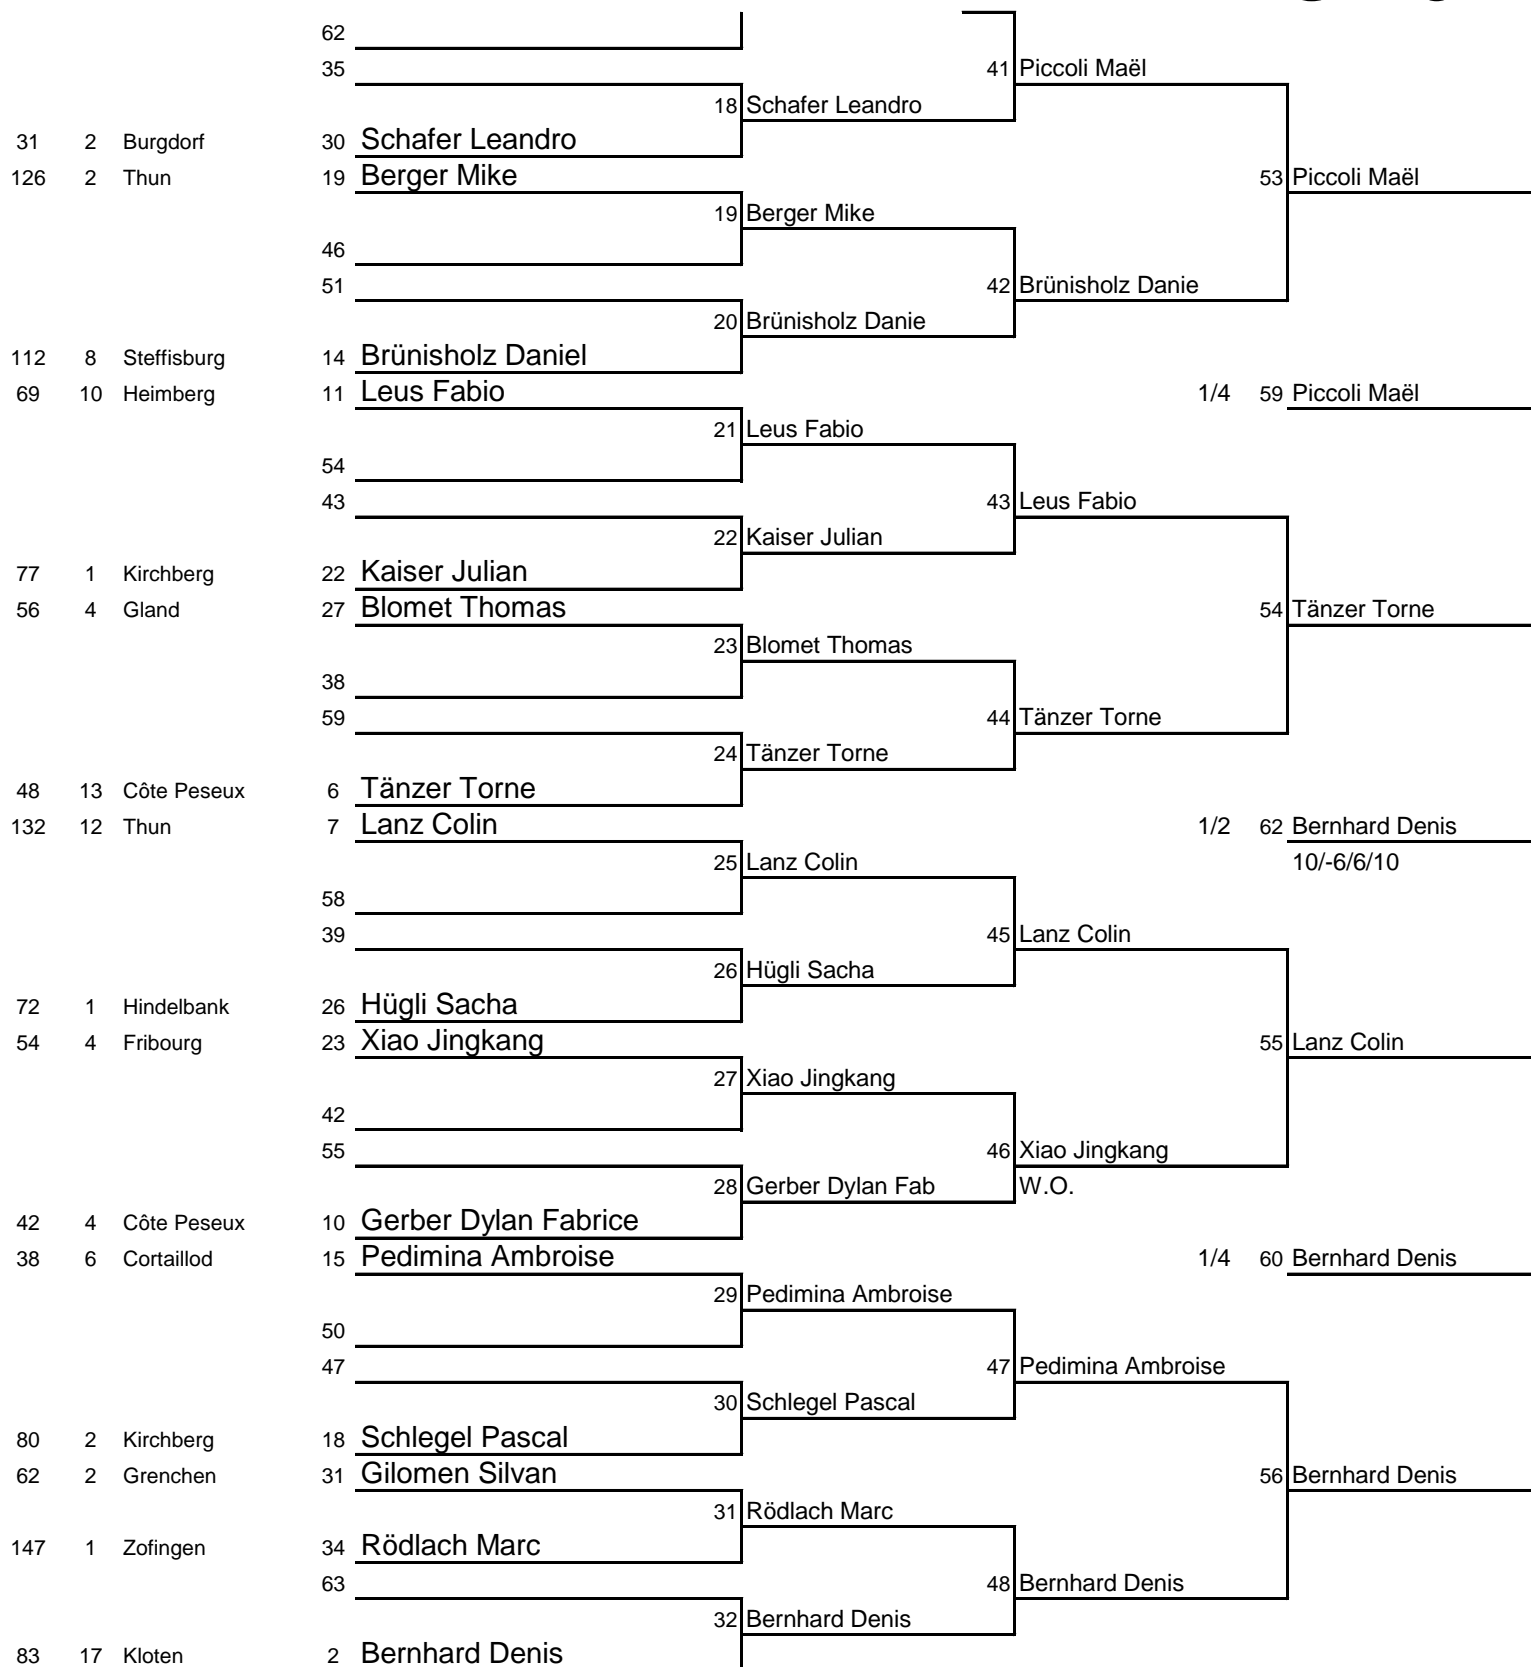 62
35 41 Piccoli Maël
18 Schafer Leandro
31 2 Burgdorf 30 Schafer Leandro
126 2 Thun 19 Berger Mike 53 Piccoli Maël
19 Berger Mike
46
51 42 Brünisholz Danie
20 Brünisholz Danie
112 8 Steffisburg 14 Brünisholz Daniel
69 10 Heimberg 11 Leus Fabio 1/4 59 Piccoli Maël
21 Leus Fabio
54
43 43 Leus Fabio
22 Kaiser Julian
77 1 Kirchberg 22 Kaiser Julian
56 4 Gland 27 Blomet Thomas 54 Tänzer Torne
23 Blomet Thomas
38
59 44 Tänzer Torne
24 Tänzer Torne
48 13 Côte Peseux 6 Tänzer Torne
132 12 Thun 7 Lanz Colin 1/2 62 Bernhard Denis
25 Lanz Colin 10/-6/6/10
58
39 45 Lanz Colin
26 Hügli Sacha
72 1 Hindelbank 26 Hügli Sacha
54 4 Fribourg 23 Xiao Jingkang 55 Lanz Colin
27 Xiao Jingkang
42
55 46 Xiao Jingkang
28 Gerber Dylan Fab W.O.
42 4 Côte Peseux 10 Gerber Dylan Fabrice
38 6 Cortaillod 15 Pedimina Ambroise 1/4 60 Bernhard Denis
29 Pedimina Ambroise
50
47 47 Pedimina Ambroise
30 Schlegel Pascal
80 2 Kirchberg 18 Schlegel Pascal
62 2 Grenchen 31 Gilomen Silvan 56 Bernhard Denis
31 Rödlach Marc
147 1 Zofingen 34 Rödlach Marc
63 48 Bernhard Denis
32 Bernhard Denis
83 17 Kloten 2 Bernhard Denis